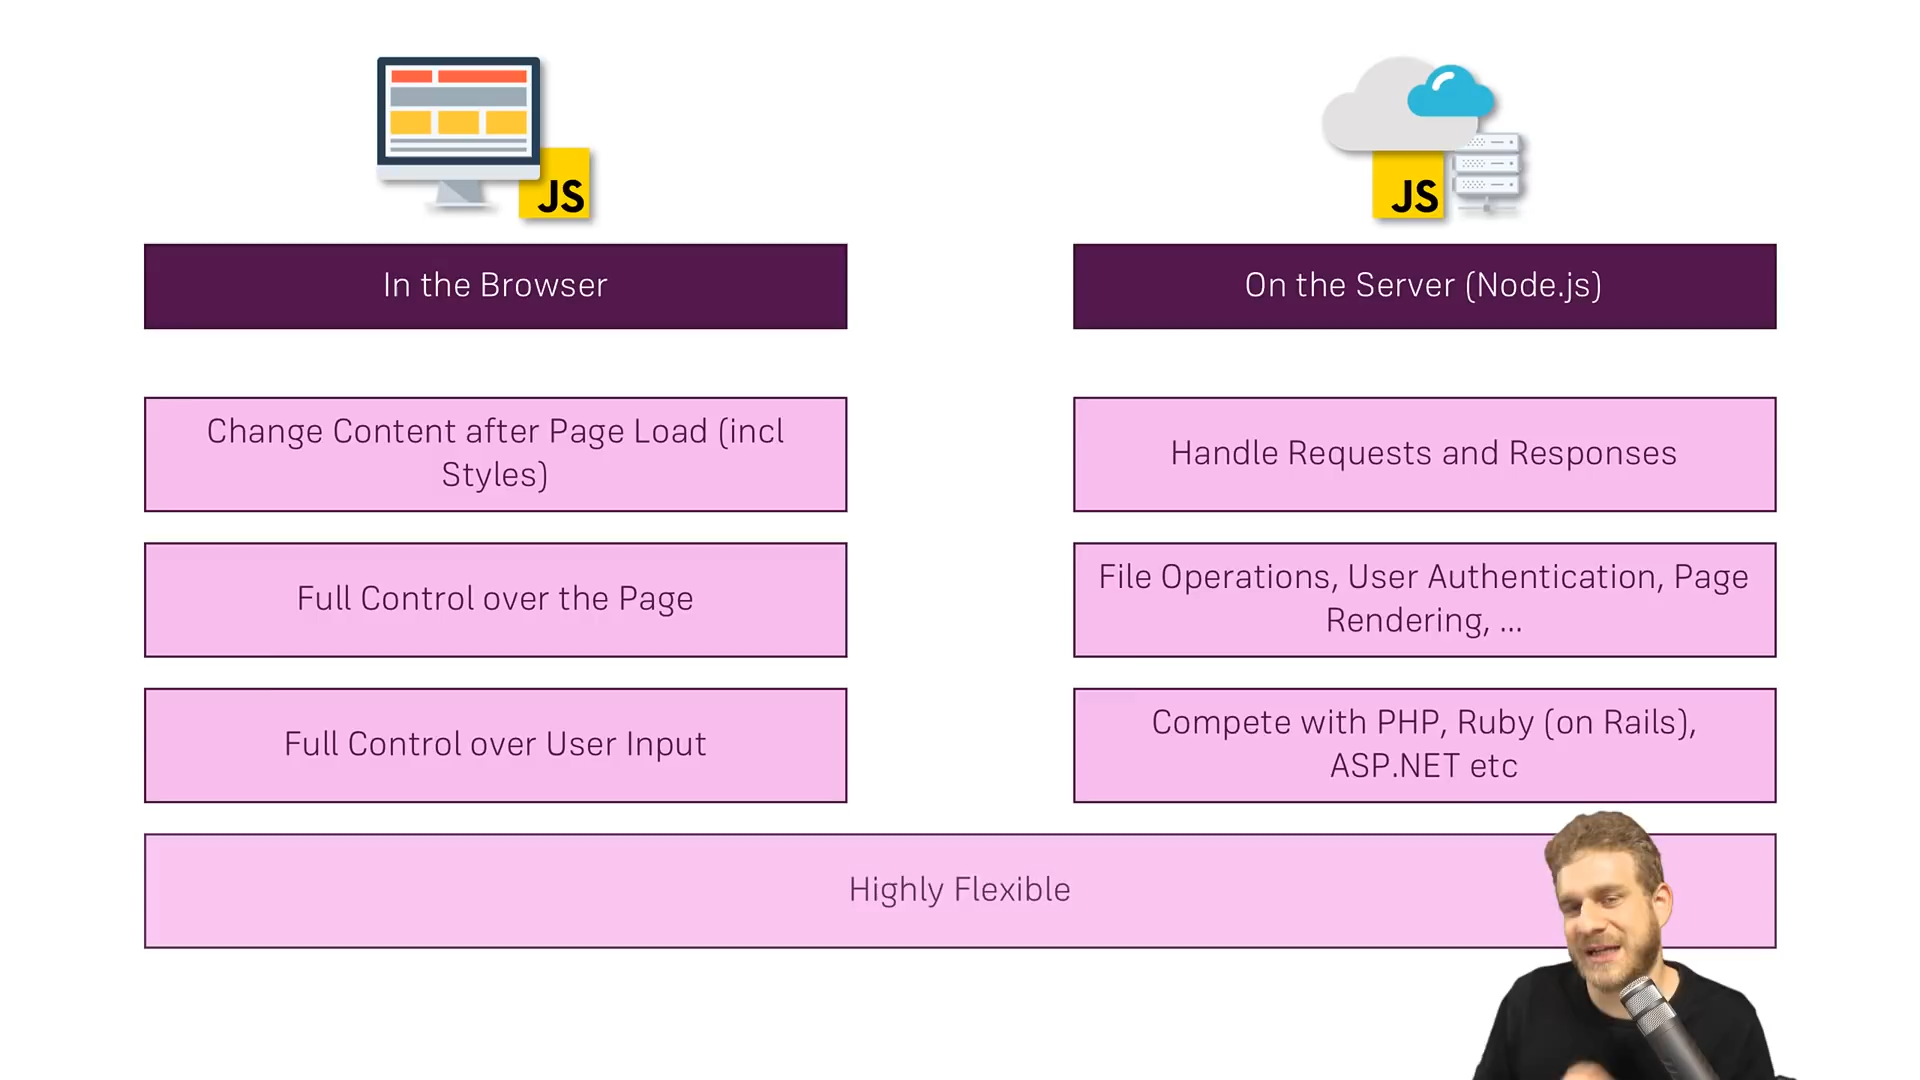 JS
JS
In the Browser
On the Server (Node.js)
Change Content after Page Load (incl
Styles)
Handle Requests and Responses
Full Control over the Page
File Operations, User Authentication, Page
Rendering, ...
Full Control over User Input
Compete with PHP, Ruby (on Rails),
ASP.NET etc
Highly Flexible